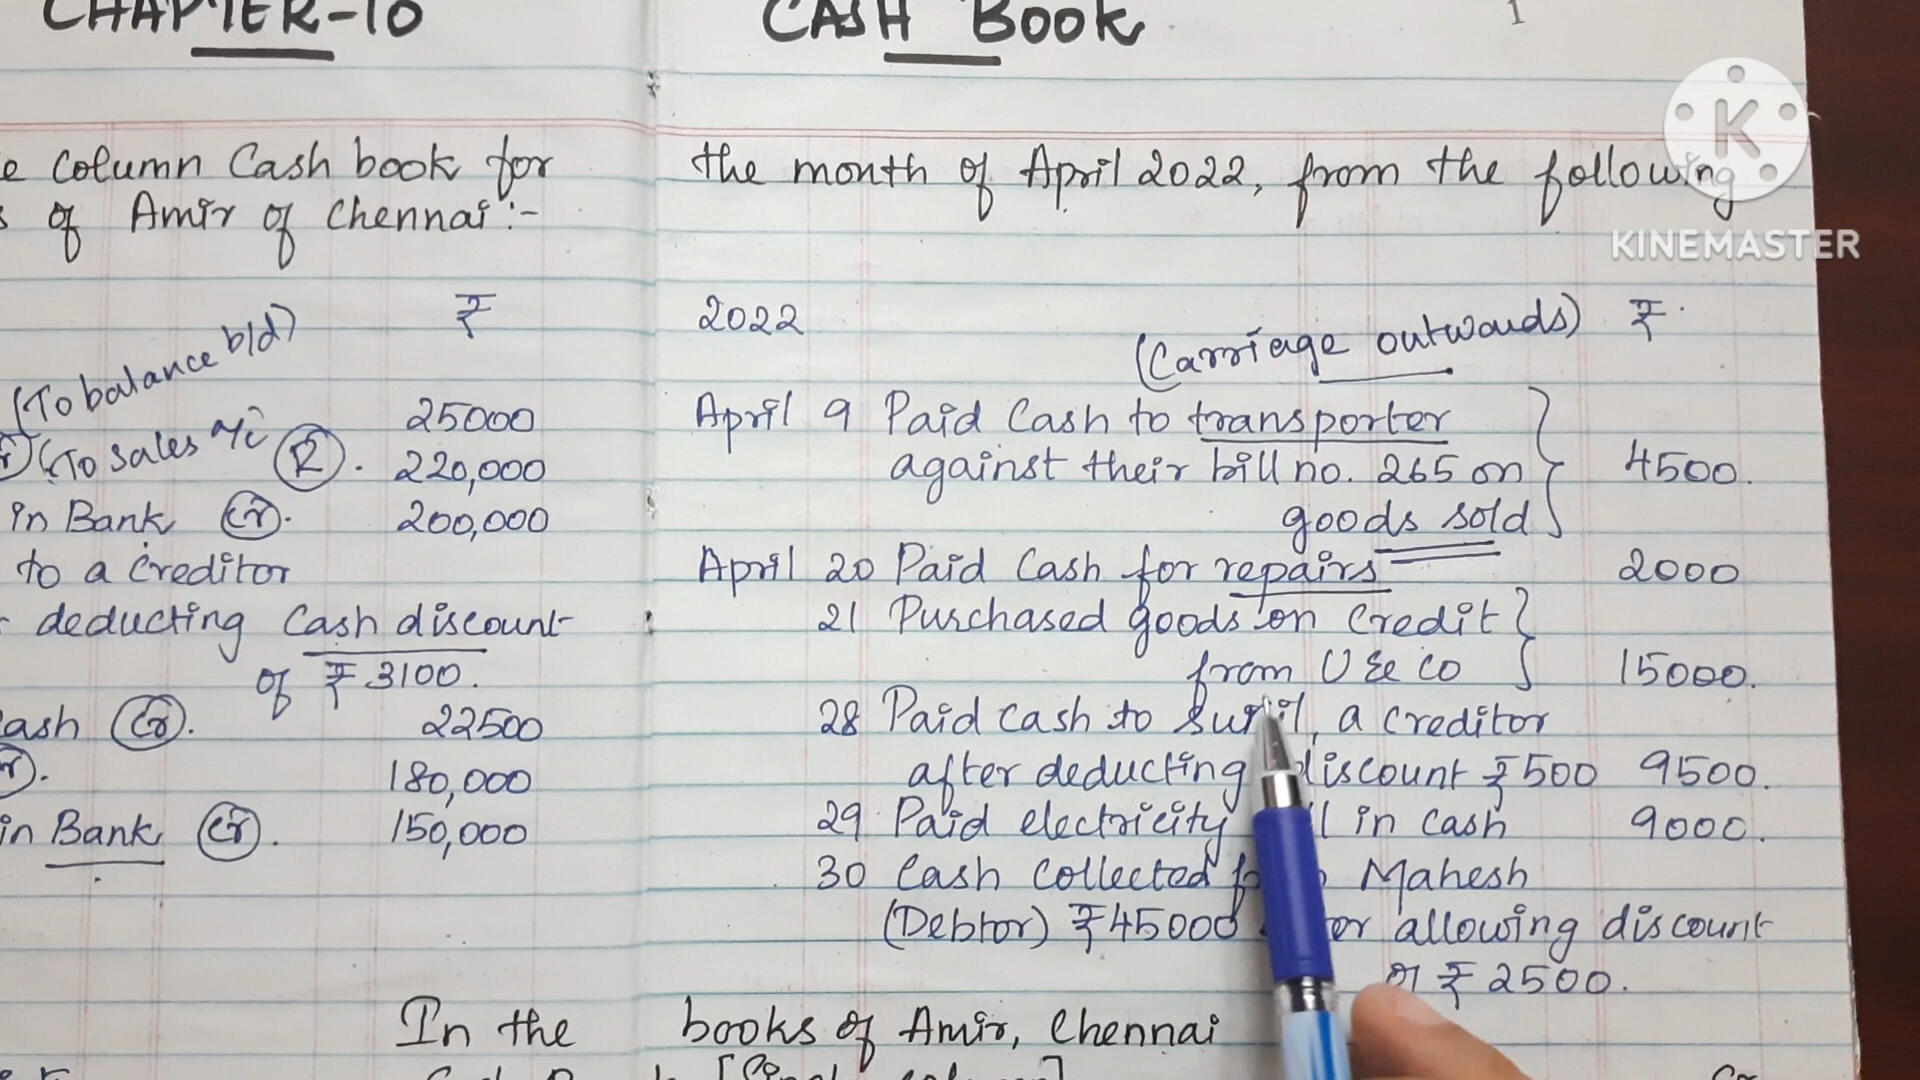 CHAPTER-10 CASH BOOK
1
K
KINEMASTER
e Column Cash book for the month of April 2022, from the following
s of Amir of Chennai:-
₹
(To balance b/d) 25000
(To sales A/c (R). 220,000
in Bank (Cr). 200,000
to a Creditor
deducting Cash discount
of ₹ 3100.
ash (Cr). 22500
180,000
in Bank (Cr). 150,000
2022 ₹
(Carriage outwards)
April 9 Paid Cash to transporter
against their bill no. 265 on 4500.
goods sold
April 20 Paid Cash for repairs 2000
21 Purchased goods on Credit
from U & Co 15000.
28 Paid cash to Sunil, a Creditor
after deducting discount ₹500 9500.
29 Paid electricity in cash 9000.
30 Cash Collected Mahesh
(Debtor) ₹45000 allowing discount
₹ 2500.
In the books of Amir, Chennai